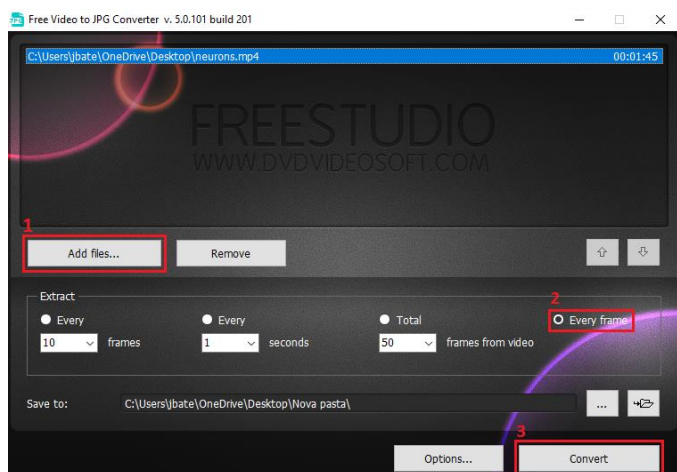 Free Video to JPG Converter v. 5.0.101 build 201
C:\Users\jbate\OneDrive\Desktop\neurons.mp4 00:01:45
FREESTUDIO
WWW.DVDVIDEOSOFT.COM
1
Add files... Remove
Extract
2
Every Every Total Every frame
10 frames 1 seconds 50 frames from video
Save to: C:\Users\jbate\OneDrive\Desktop\Nova pasta\ ...
3
Options... Convert